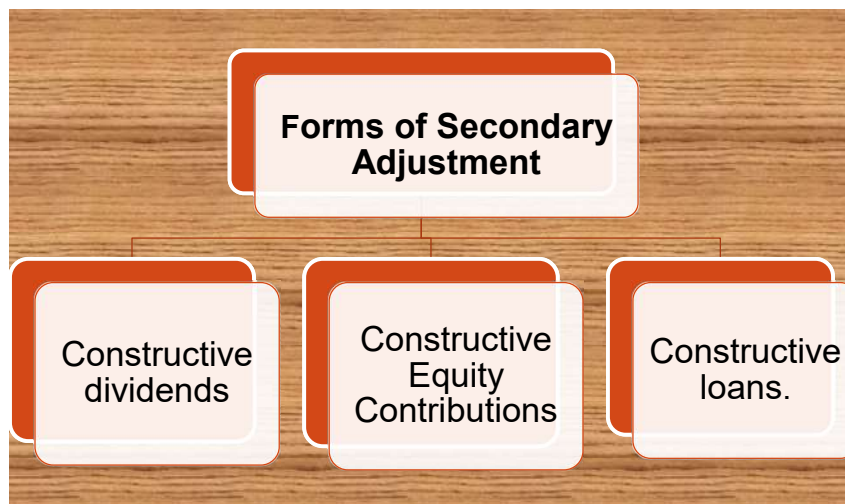 Forms of Secondary
Adjustment
Constructive
dividends
Constructive
Equity
Contributions
Constructive
loans.